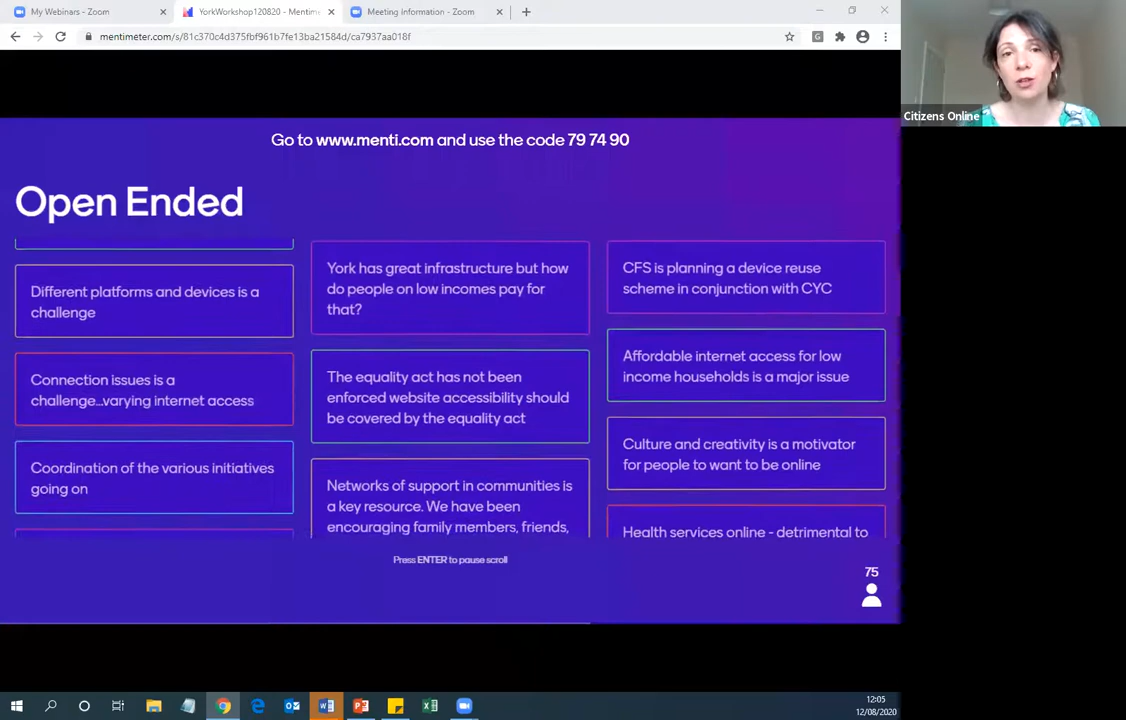 My Webinars - Zoom
YorkWorkshop120820 - Mentime
Meeting information - Zoom
mentimeter.com/s/81c370c4d375fbf961b7fe13ba21584d/ca7937aa018f
Citizens Online
Go to www.menti.com and use the code 79 74 90
Open Ended
Different platforms and devices is a
challenge
Connection issues is a
challenge...varying internet access
Coordination of the various initiatives
going on
York has great infrastructure but how
do people on low incomes pay for
that?
The equality act has not been
enforced website accessibility should
be covered by the equality act
Networks of support in communities is
a key resource. We have been
encouraging family members, friends,
CFS is planning a device reuse
scheme in conjunction with CYC
Affordable internet access for low
income households is a major issue
Culture and creativity is a motivator
for people to want to be online
Health services online - detrimental to
Press ENTER to pause scroll
75
12:05
12/08/2020